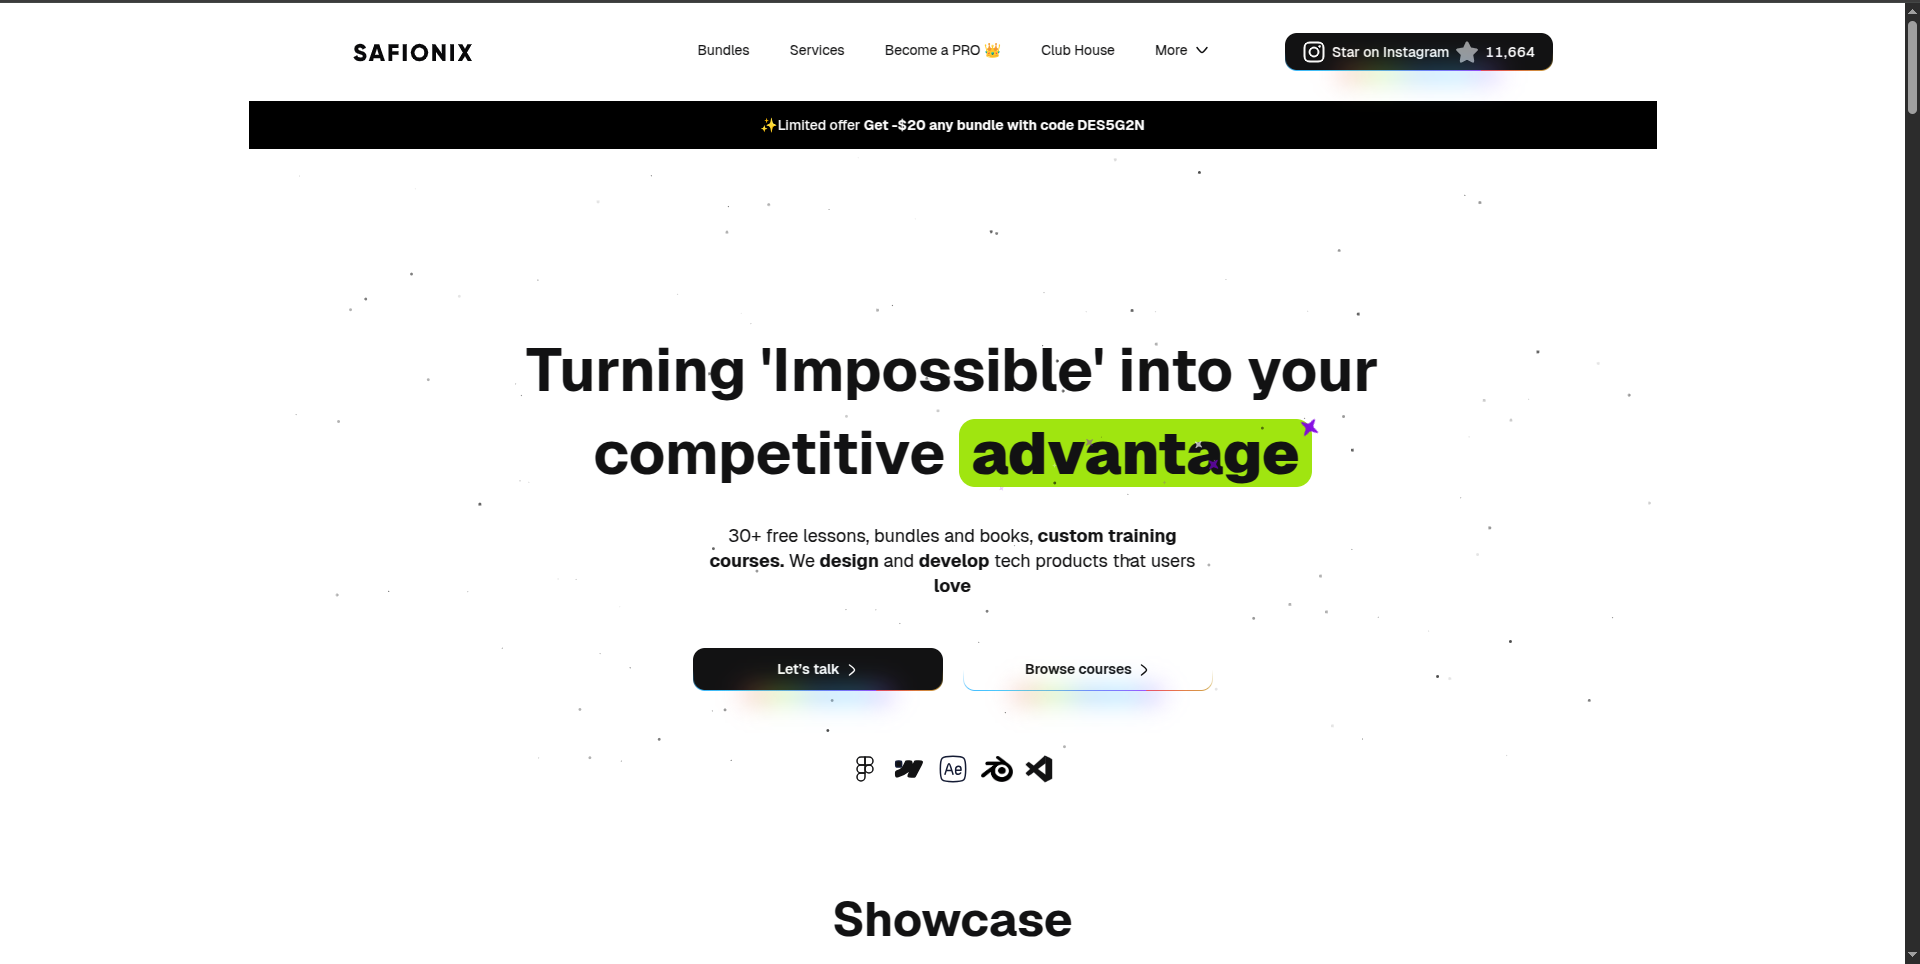 SAFIONIX
Bundles
Services
Become a PRO 👑
Club House
More
Star on Instagram 11,664
✨Limited offer Get -$20 any bundle with code DES5G2N
Turning 'Impossible' into your
competitive advantage
30+ free lessons, bundles and books, custom training
courses. We design and develop tech products that users
love
Let's talk
Browse courses
Ae
Showcase